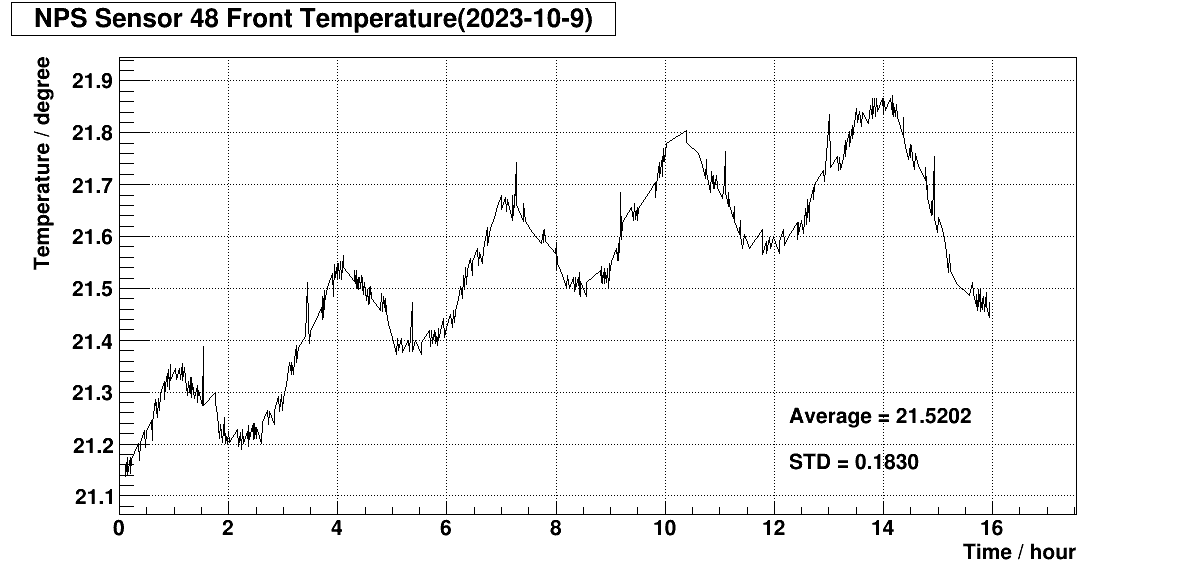 NPS Sensor 48 Front Temperature(2023-10-9)
Temperature / degree
21.9
21.8
21.7
21.6
21.5
21.4
21.3
21.2
21.1
Average = 21.5202
STD = 0.1830
0 2 4 6 8 10 12 14 16
Time / hour